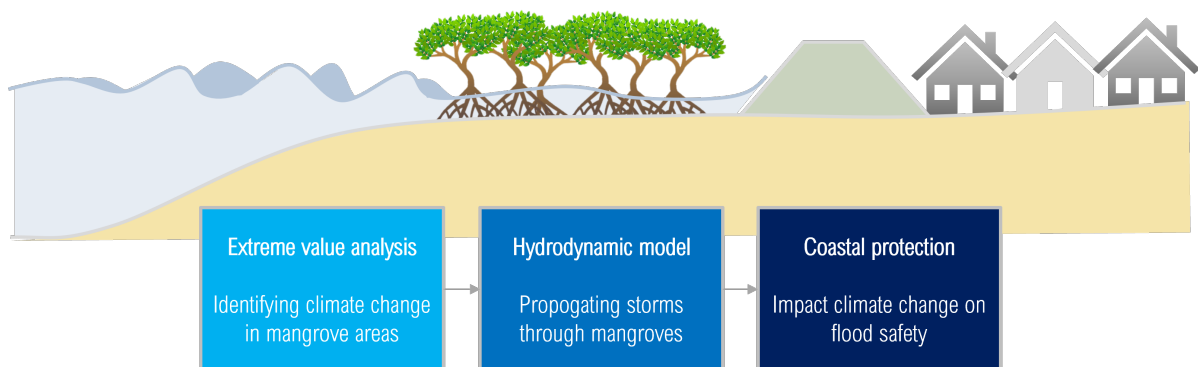 Extreme value analysis
Identifying climate change
in mangrove areas
Hydrodynamic model
Propogating storms
through mangroves
Coastal protection
Impact climate change on
flood safety